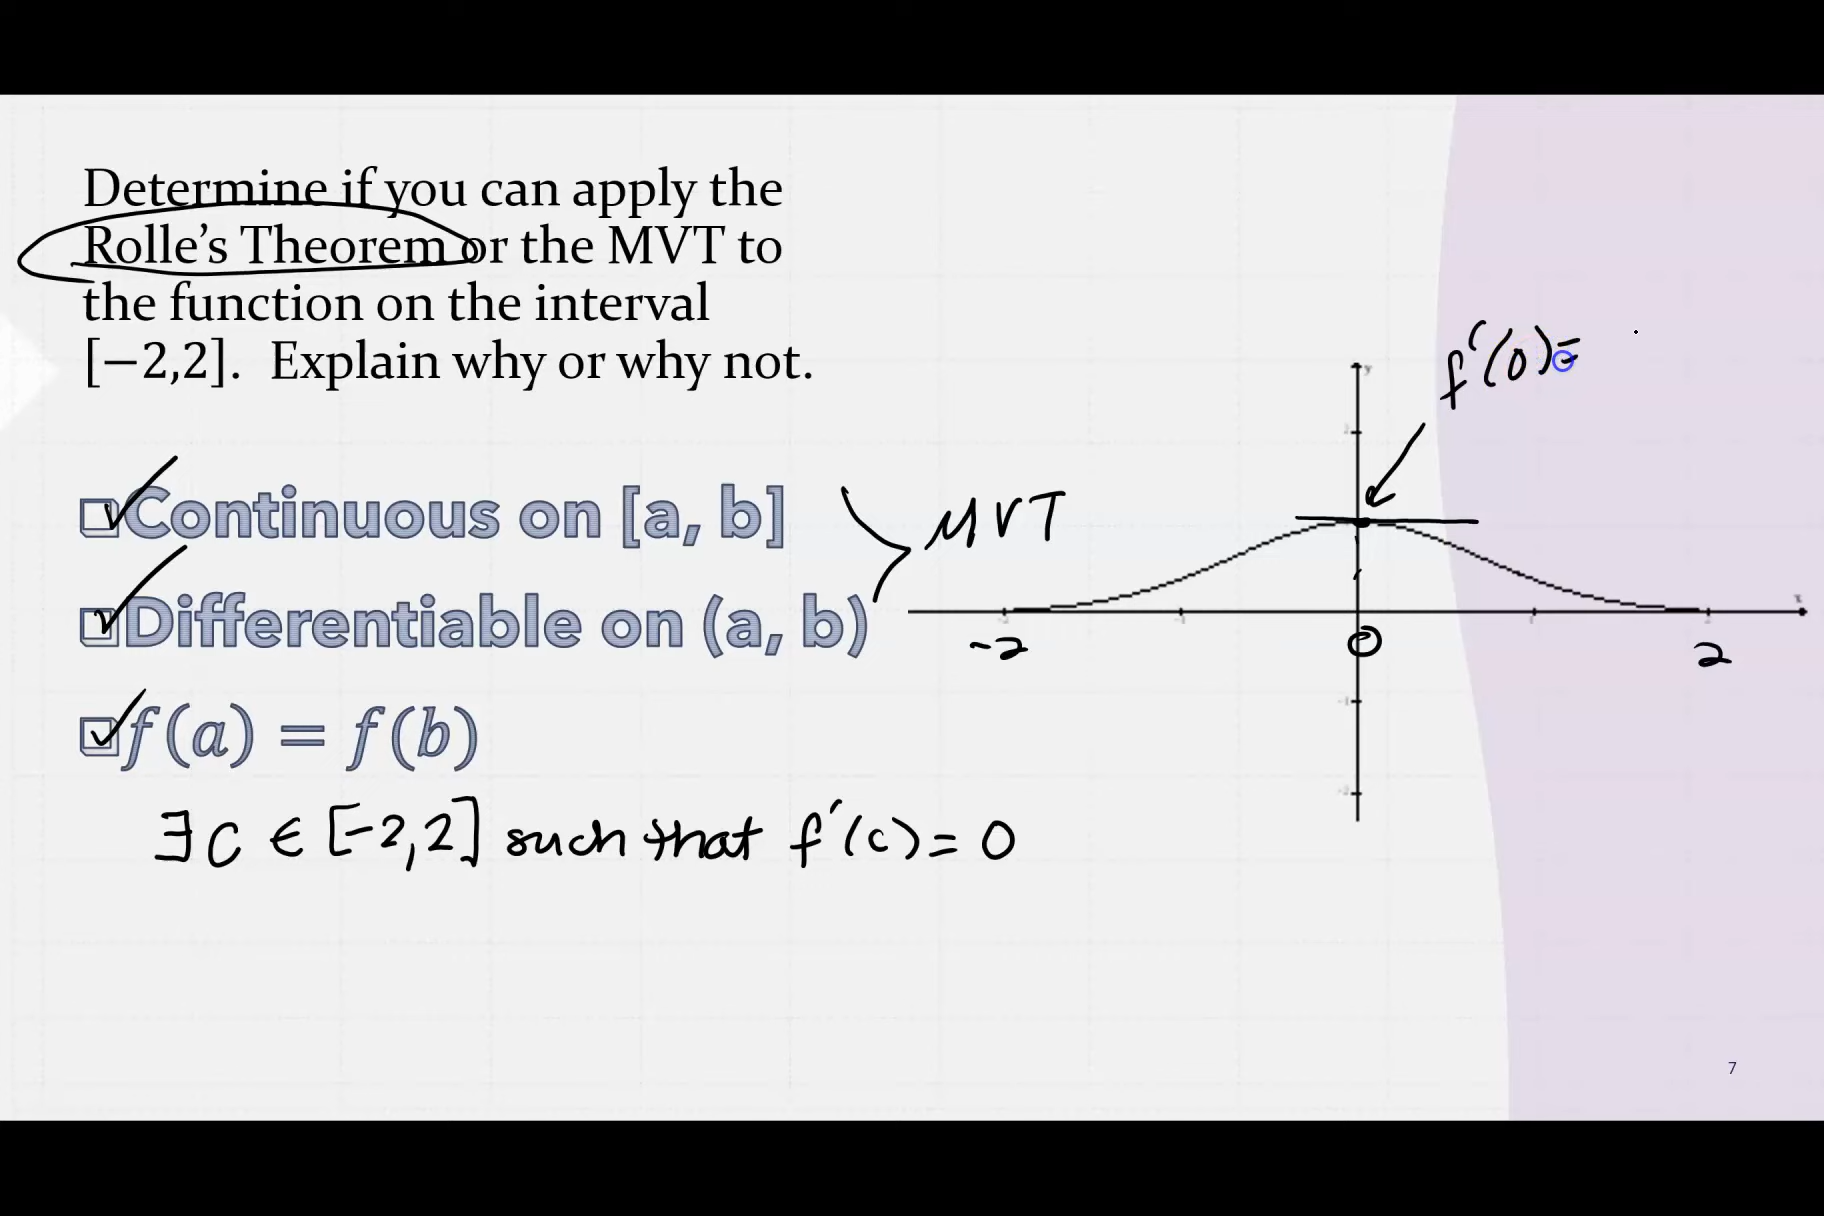 Determine if you can apply the
Rolle’s Theorem or the MVT to
the function on the interval
[−2,2]. Explain why or why not.
Continuous on [a, b]
Differentiable on (a, b)
f(a) = f(b)
∃ c ∈ [-2,2] such that f'(c) = 0
MVT
f'(0)=
y
x
-2
0
2
7